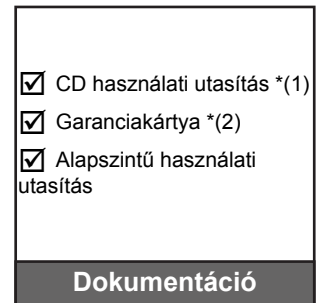 ☑ CD használati utasítás *(1)
☑ Garanciakártya *(2)
☑ Alapszintű használati
utasítás
Dokumentáció